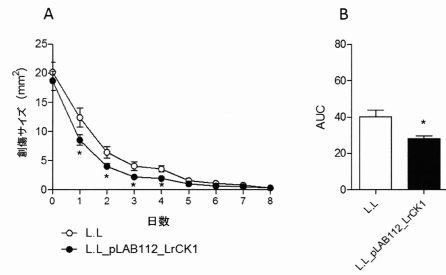 A
創傷サイズ (mm²)
25
20
15
10
5
0
*
*
*
*
0
1
2
3
4
5
6
7
8
日数
L.L
L.L_pLAB112_LrCK1
B
AUC
80
60
40
20
0
*
L.L
L.L_pLAB112_LrCK1